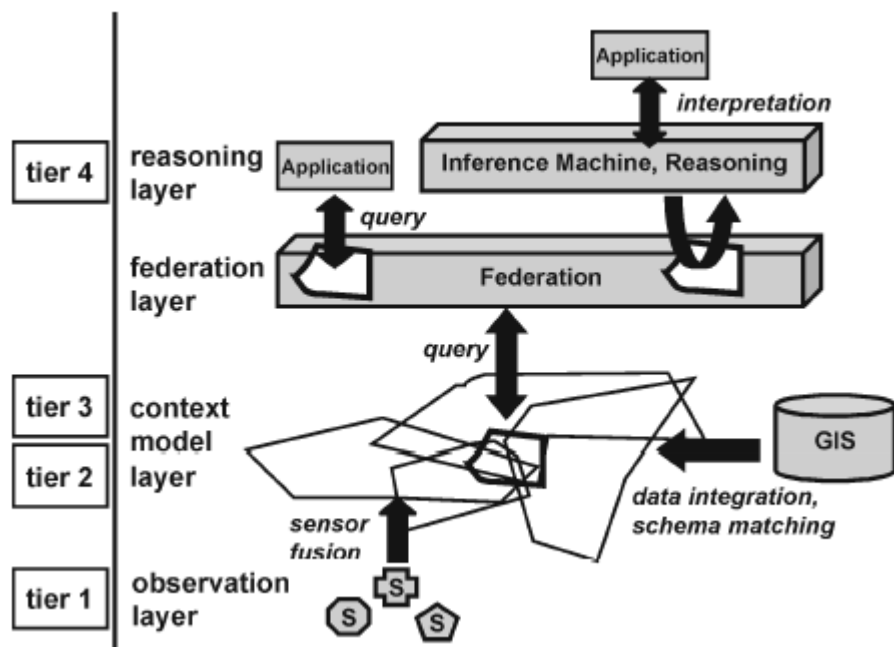 Application
interpretation
tier 4
reasoning
layer
Application
Inference Machine, Reasoning
query
federation
layer
Federation
query
tier 3
context
model
layer
tier 2
GIS
data integration,
schema matching
sensor
fusion
tier 1
observation
layer
S
S
S